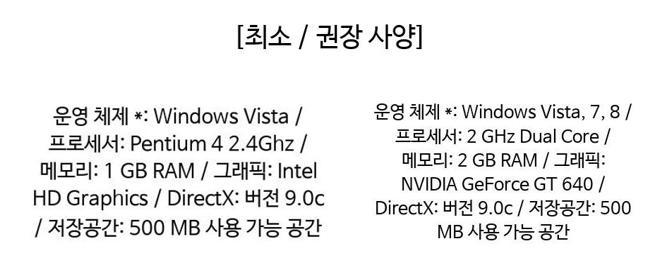 [최소 / 권장 사양]
운영 체제 *: Windows Vista /
프로세서: Pentium 4 2.4Ghz /
메모리: 1 GB RAM / 그래픽: Intel
HD Graphics / DirectX: 버전 9.0c
/ 저장공간: 500 MB 사용 가능 공간
운영 체제 *: Windows Vista, 7, 8 /
프로세서: 2 GHz Dual Core /
메모리: 2 GB RAM / 그래픽:
NVIDIA GeForce GT 640 /
DirectX: 버전 9.0c / 저장공간: 500
MB 사용 가능 공간